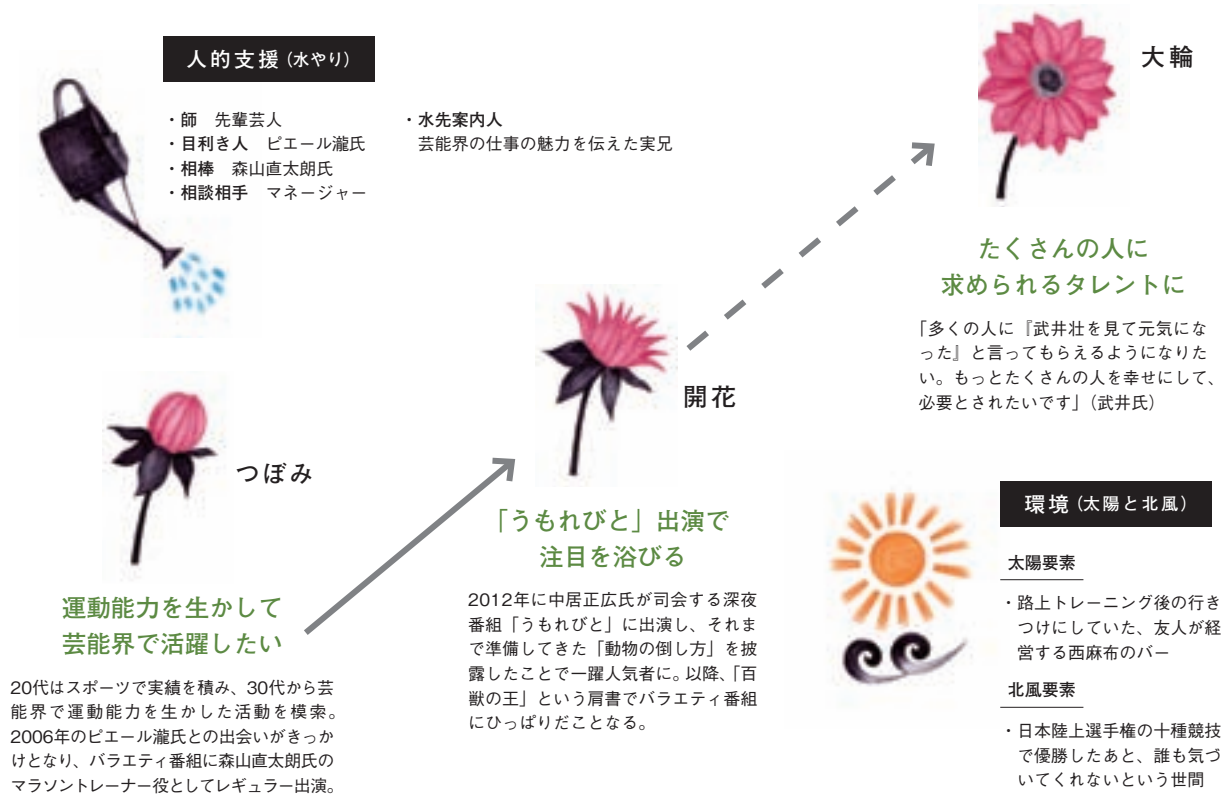 人的支援(水やり)
・師　先輩芸人
・目利き人　ピエール瀧氏
・相棒　森山直太朗氏
・相談相手　マネージャー
・水先案内人
芸能界の仕事の魅力を伝えた実兄
大輪
たくさんの人に
求められるタレントに
「多くの人に『武井壮を見て元気にな
った』と言ってもらえるようになりた
い。もっとたくさんの人を幸せにして、
必要とされたいです」(武井氏)
開花
「うもれびと」出演で
注目を浴びる
2012年に中居正広氏が司会する深夜
番組「うもれびと」に出演し、それま
で準備してきた「動物の倒し方」を披
露したことで一躍人気者に。以降、「百
獣の王」という肩書でバラエティ番組
にひっぱりだことなる。
つぼみ
運動能力を生かして
芸能界で活躍したい
20代はスポーツで実績を積み、30代から芸
能界で運動能力を生かした活動を模索。
2006年のピエール瀧氏との出会いがきっか
けとなり、バラエティ番組に森山直太朗氏の
マラソントレーナー役としてレギュラー出演。
環境(太陽と北風)
太陽要素
・路上トレーニング後の行き
つけにしていた、友人が経
営する西麻布のバー
北風要素
・日本陸上選手権の十種競技
で優勝したあと、誰も気づ
いてくれないという世間